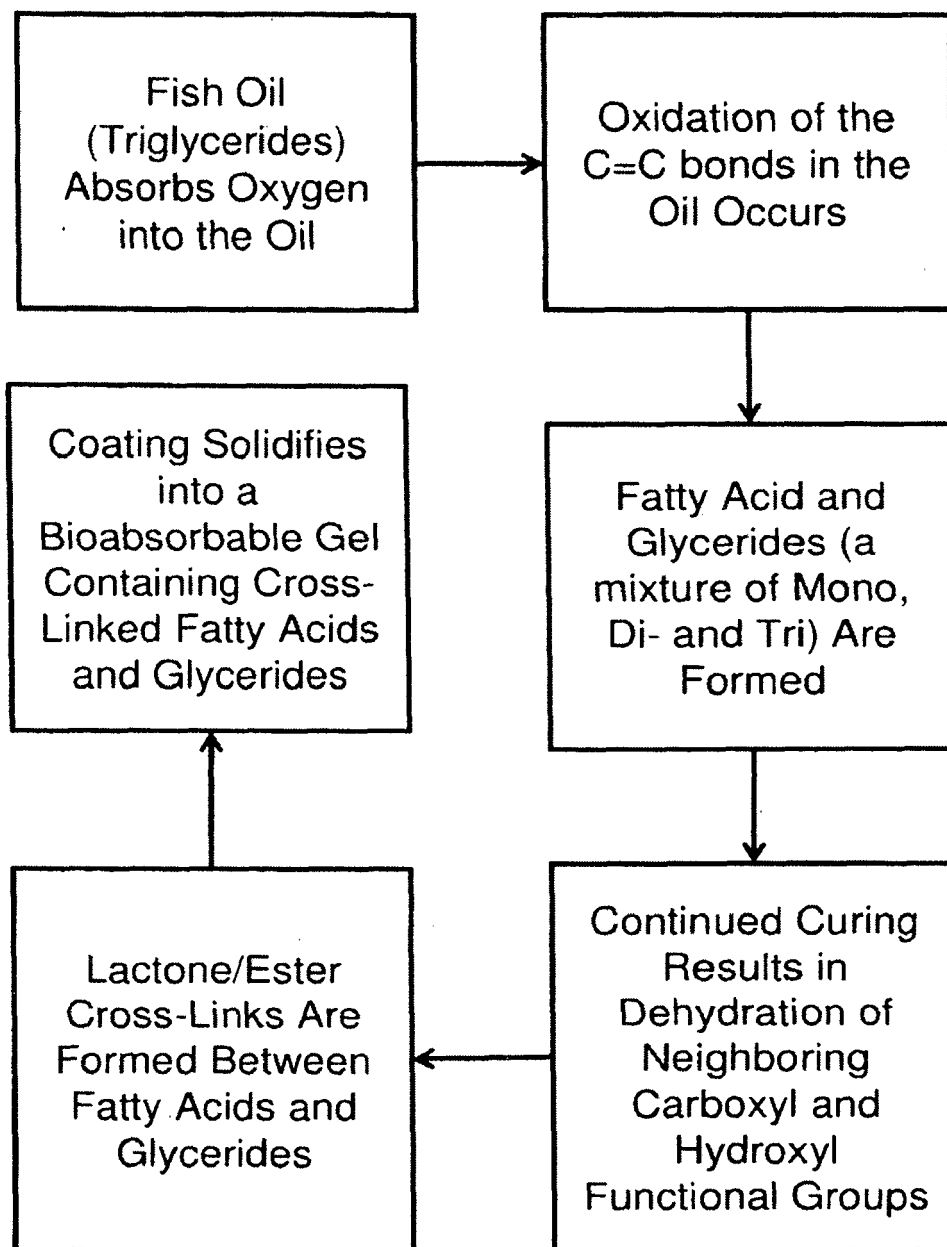 Fish Oil
(Triglycerides)
Absorbs Oxygen
into the Oil
Oxidation of the
C=C bonds in the
Oil Occurs
Fatty Acid and
Glycerides (a
mixture of Mono,
Di- and Tri) Are
Formed
Continued Curing
Results in
Dehydration of
Neighboring
Carboxyl and
Hydroxyl
Functional Groups
Lactone/Ester
Cross-Links Are
Formed Between
Fatty Acids and
Glycerides
Coating Solidifies
into a
Bioabsorbable Gel
Containing Cross-
Linked Fatty Acids
and Glycerides